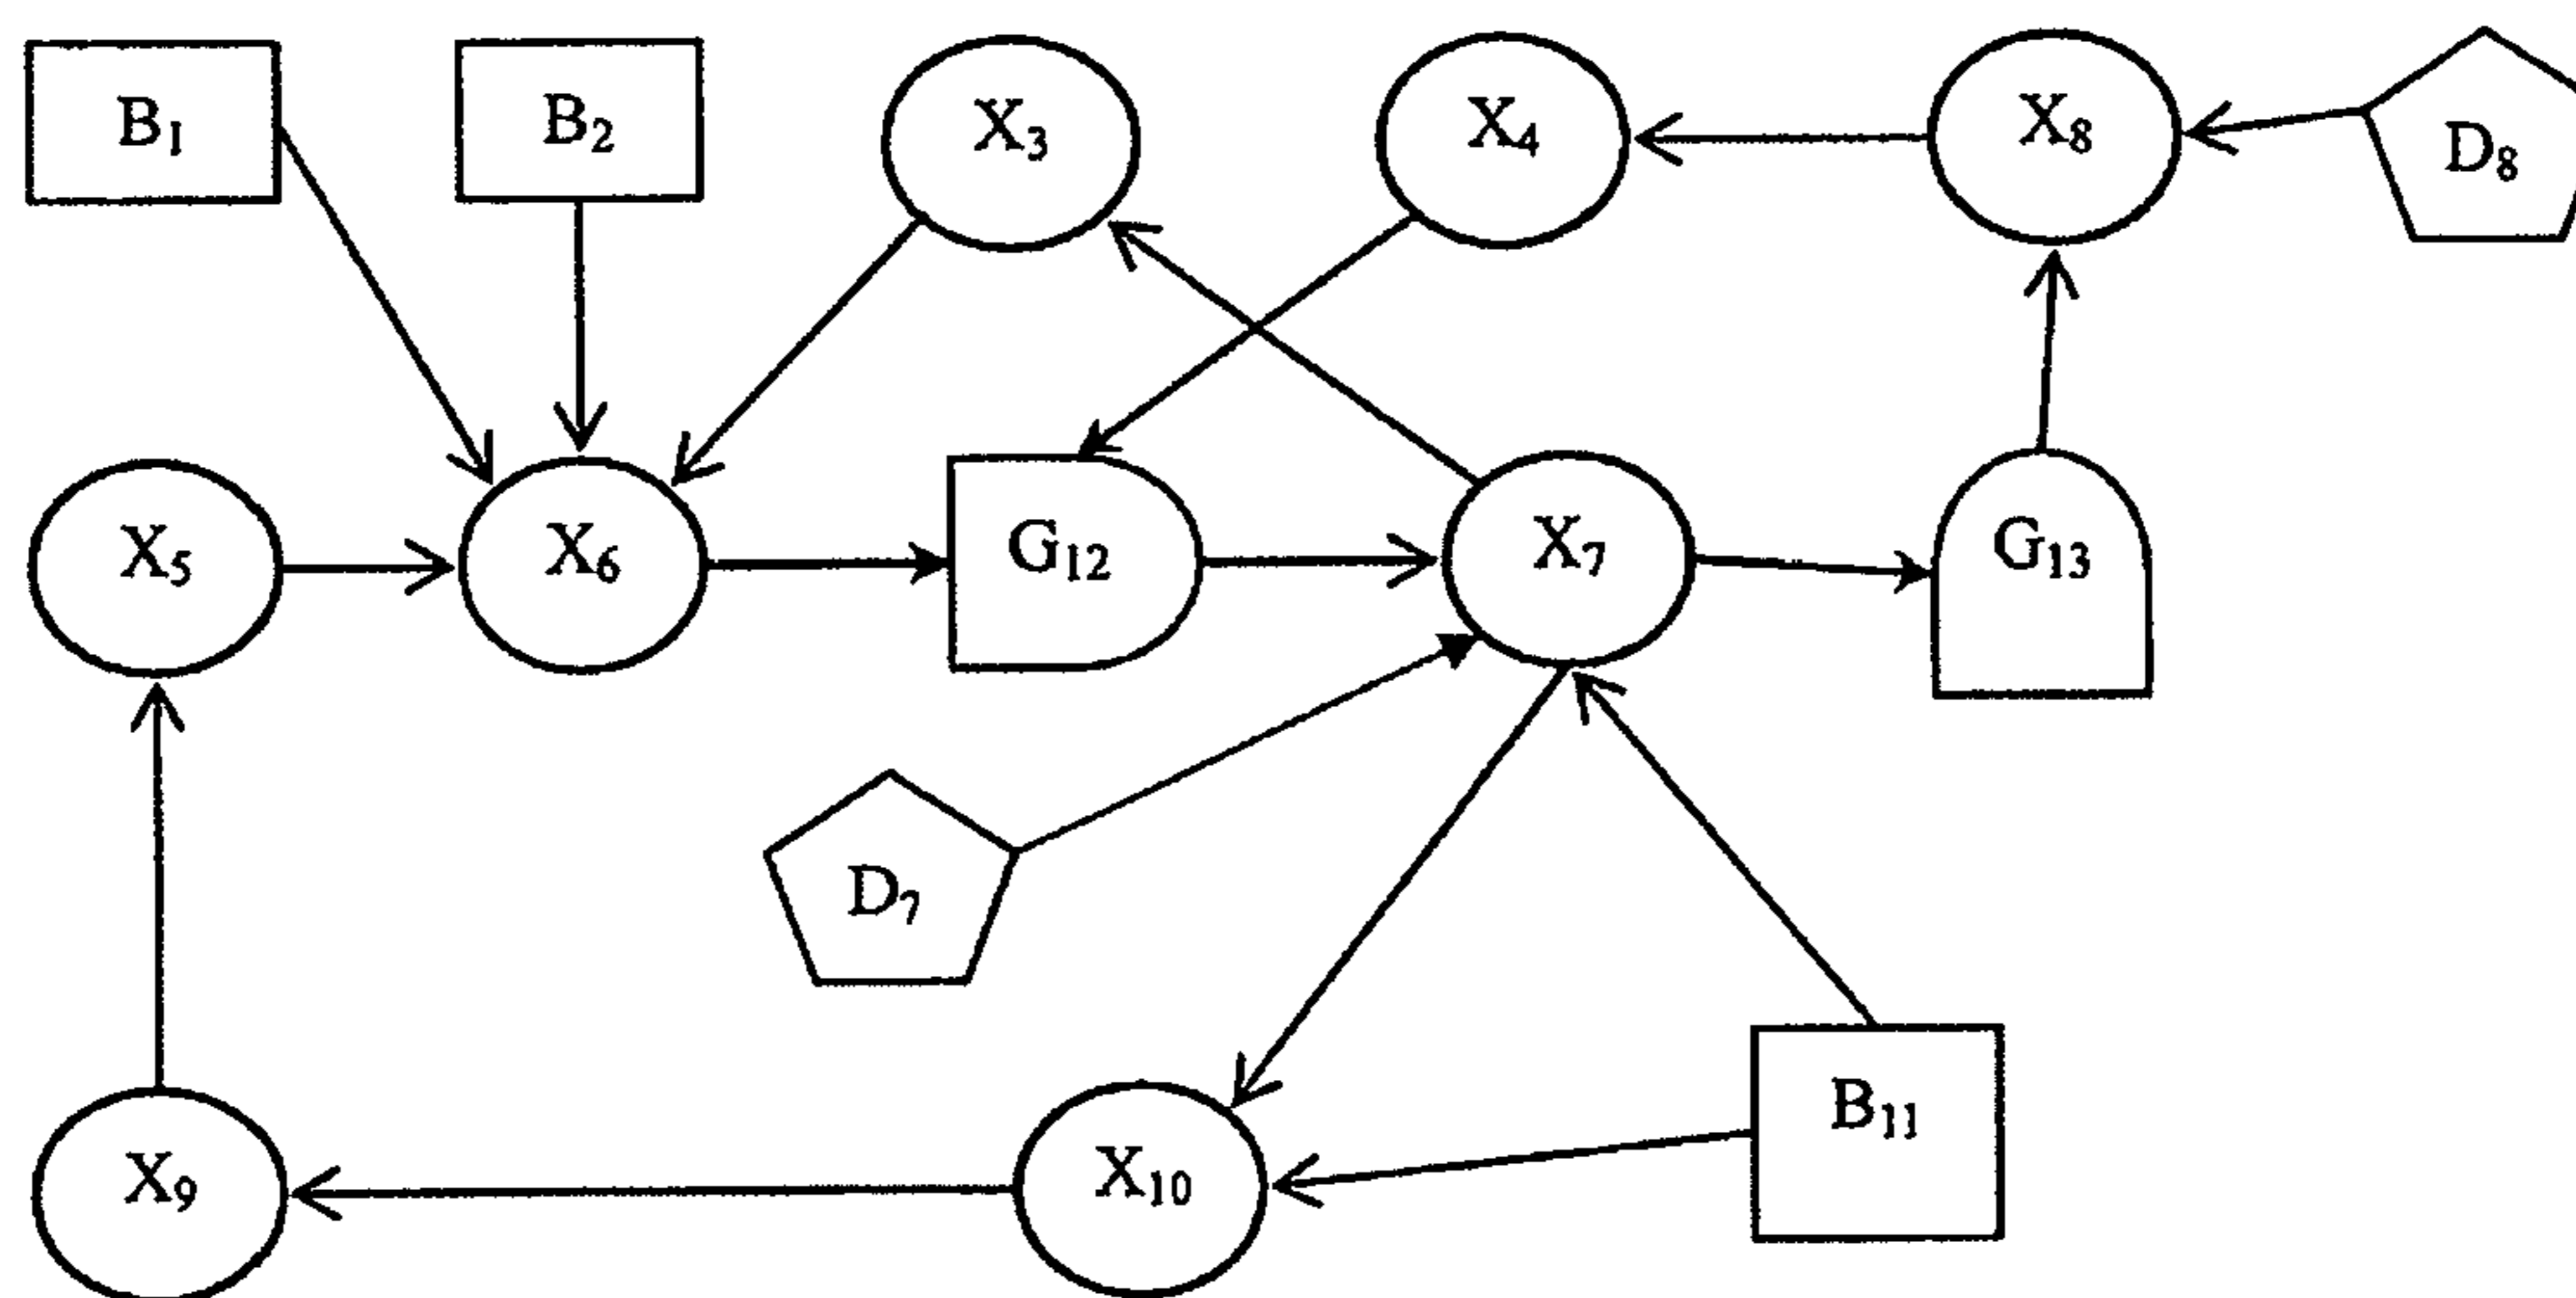 B₁ B₂ X₃ X₄ X₈ D₈
X₅ X₆ G₁₂ X₇ G₁₃
D₇
X₉ X₁₀ B₁₁